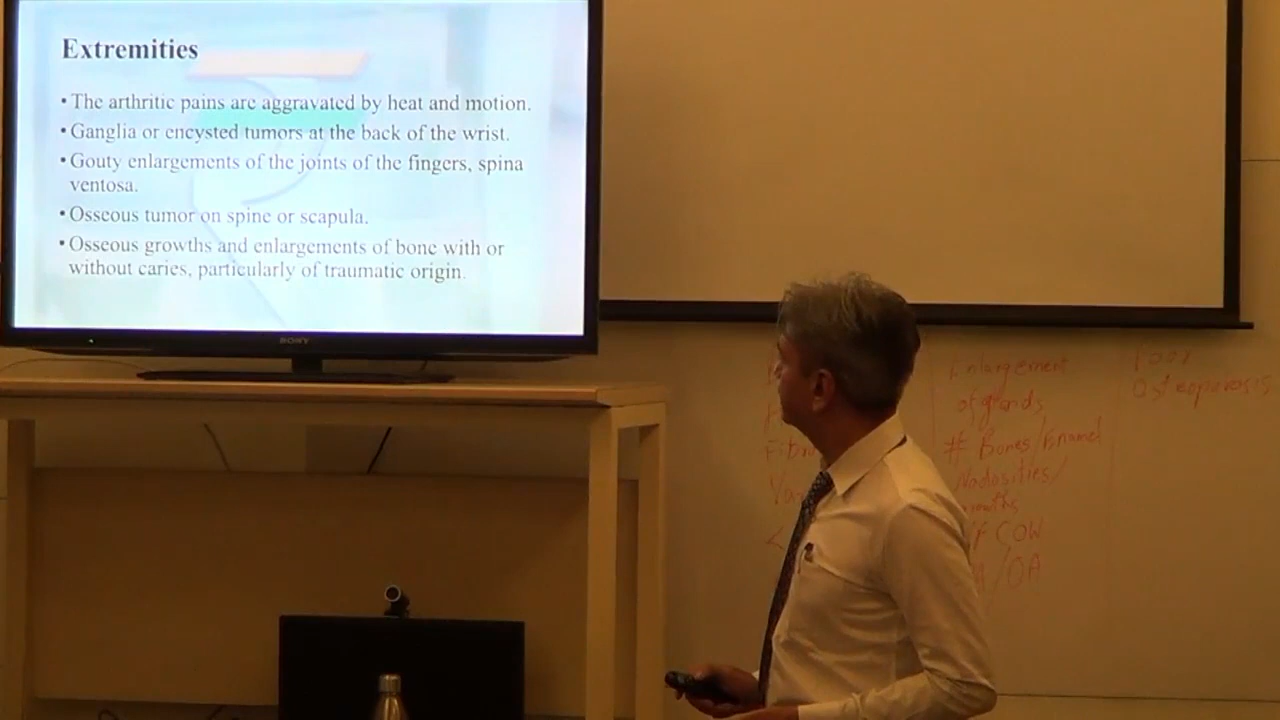 Extremities
• The arthritic pains are aggravated by heat and motion.
• Ganglia or encysted tumors at the back of the wrist.
• Gouty enlargements of the joints of the fingers, spina
ventosa.
• Osseous tumor on spine or scapula.
• Osseous growths and enlargements of bone with or
without caries, particularly of traumatic origin.
SONY
Enlargement
of glands
# Bones/Enamel
Nodosities/
of COW
/OA